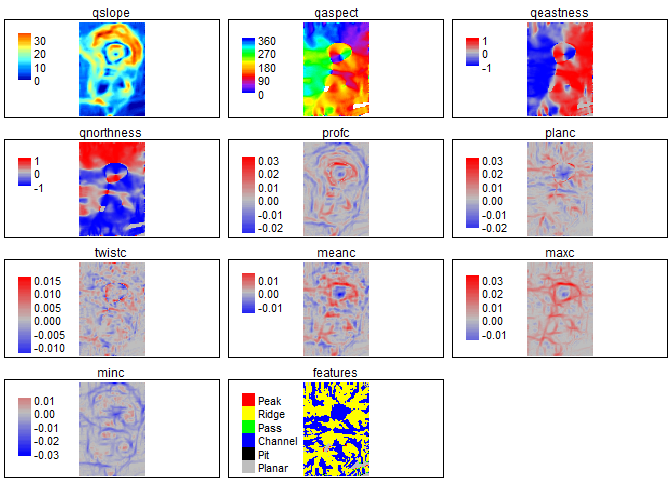 qslope
30
20
10
0
qaspect
360
270
180
90
0
qeastness
1
0
-1
qnorthness
1
0
-1
profc
0.03
0.02
0.01
0.00
-0.01
-0.02
planc
0.03
0.02
0.01
0.00
-0.01
-0.02
twistc
0.015
0.010
0.005
0.000
-0.005
-0.010
meanc
0.01
0.00
-0.01
maxc
0.03
0.02
0.01
0.00
-0.01
minc
0.01
0.00
-0.01
-0.02
-0.03
features
Peak
Ridge
Pass
Channel
Pit
Planar